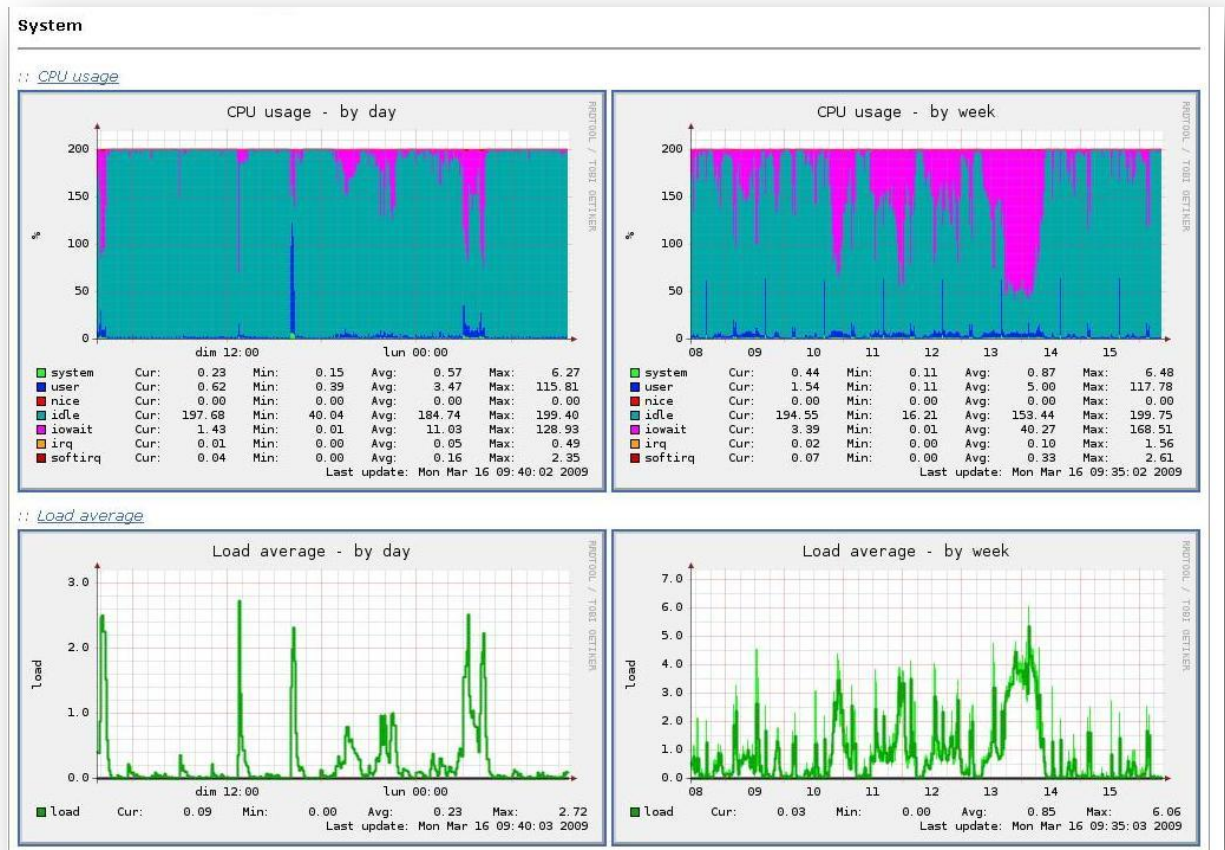 System
:: CPU usage
CPU usage - by day
RRDTOOL / TOBI OETIKER
200
150
100
50
0
%
dim 12:00 lun 00:00
system Cur: 0.23 Min: 0.15 Avg: 0.57 Max: 6.27
user Cur: 0.62 Min: 0.39 Avg: 3.47 Max: 115.81
nice Cur: 0.00 Min: 0.00 Avg: 0.00 Max: 0.00
idle Cur: 197.68 Min: 40.04 Avg: 184.74 Max: 199.40
iowait Cur: 1.43 Min: 0.01 Avg: 11.03 Max: 128.93
irq Cur: 0.01 Min: 0.00 Avg: 0.05 Max: 0.49
softirq Cur: 0.04 Min: 0.00 Avg: 0.16 Max: 2.35
Last update: Mon Mar 16 09:40:02 2009
CPU usage - by week
RRDTOOL / TOBI OETIKER
200
150
100
50
0
%
08 09 10 11 12 13 14 15
system Cur: 0.44 Min: 0.11 Avg: 0.87 Max: 6.48
user Cur: 1.54 Min: 0.11 Avg: 5.00 Max: 117.78
nice Cur: 0.00 Min: 0.00 Avg: 0.00 Max: 0.00
idle Cur: 194.55 Min: 16.21 Avg: 153.44 Max: 199.75
iowait Cur: 3.39 Min: 0.01 Avg: 40.27 Max: 168.51
irq Cur: 0.02 Min: 0.00 Avg: 0.10 Max: 1.56
softirq Cur: 0.07 Min: 0.00 Avg: 0.33 Max: 2.61
Last update: Mon Mar 16 09:35:02 2009
:: Load average
Load average - by day
RRDTOOL / TOBI OETIKER
3.0
2.0
1.0
0.0
load
dim 12:00 lun 00:00
load Cur: 0.09 Min: 0.00 Avg: 0.23 Max: 2.72
Last update: Mon Mar 16 09:40:03 2009
Load average - by week
RRDTOOL / TOBI OETIKER
7.0
6.0
5.0
4.0
3.0
2.0
1.0
0.0
load
08 09 10 11 12 13 14 15
load Cur: 0.03 Min: 0.00 Avg: 0.85 Max: 6.06
Last update: Mon Mar 16 09:35:03 2009